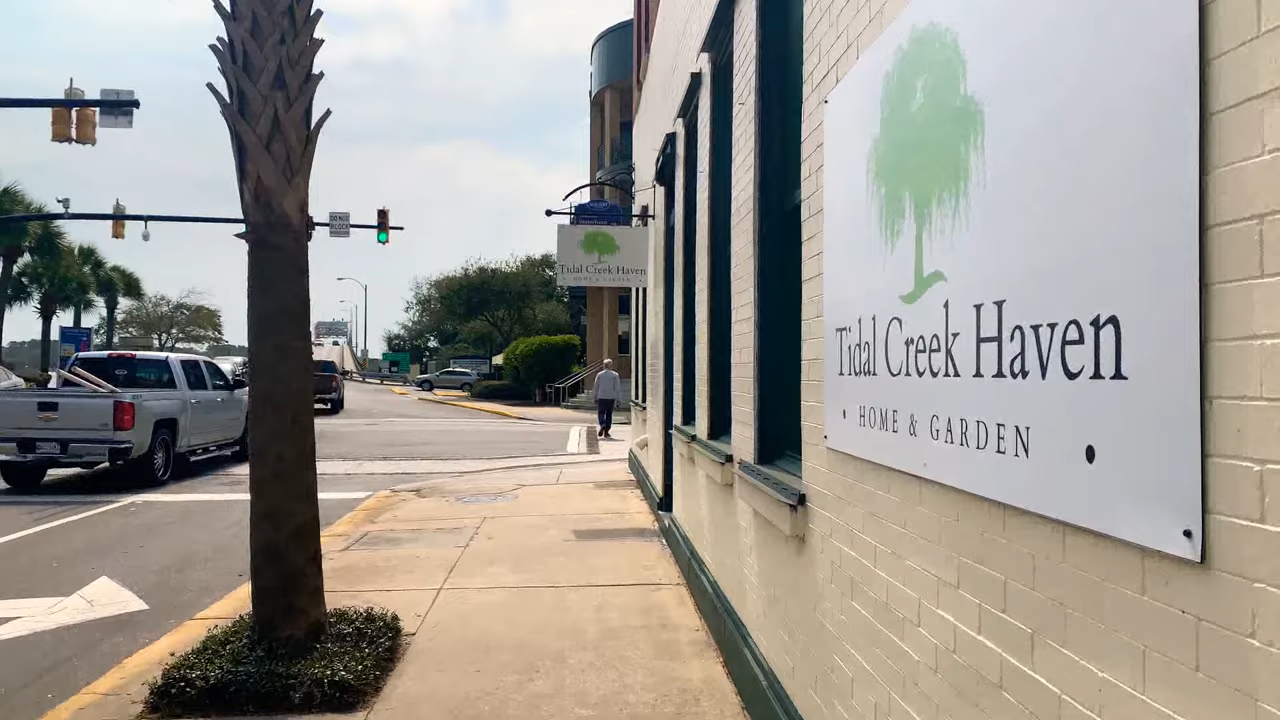 DO NOT
BLOCK
Tidal Creek Haven
HOME & GARDEN
Tidal Creek Haven
• HOME & GARDEN •